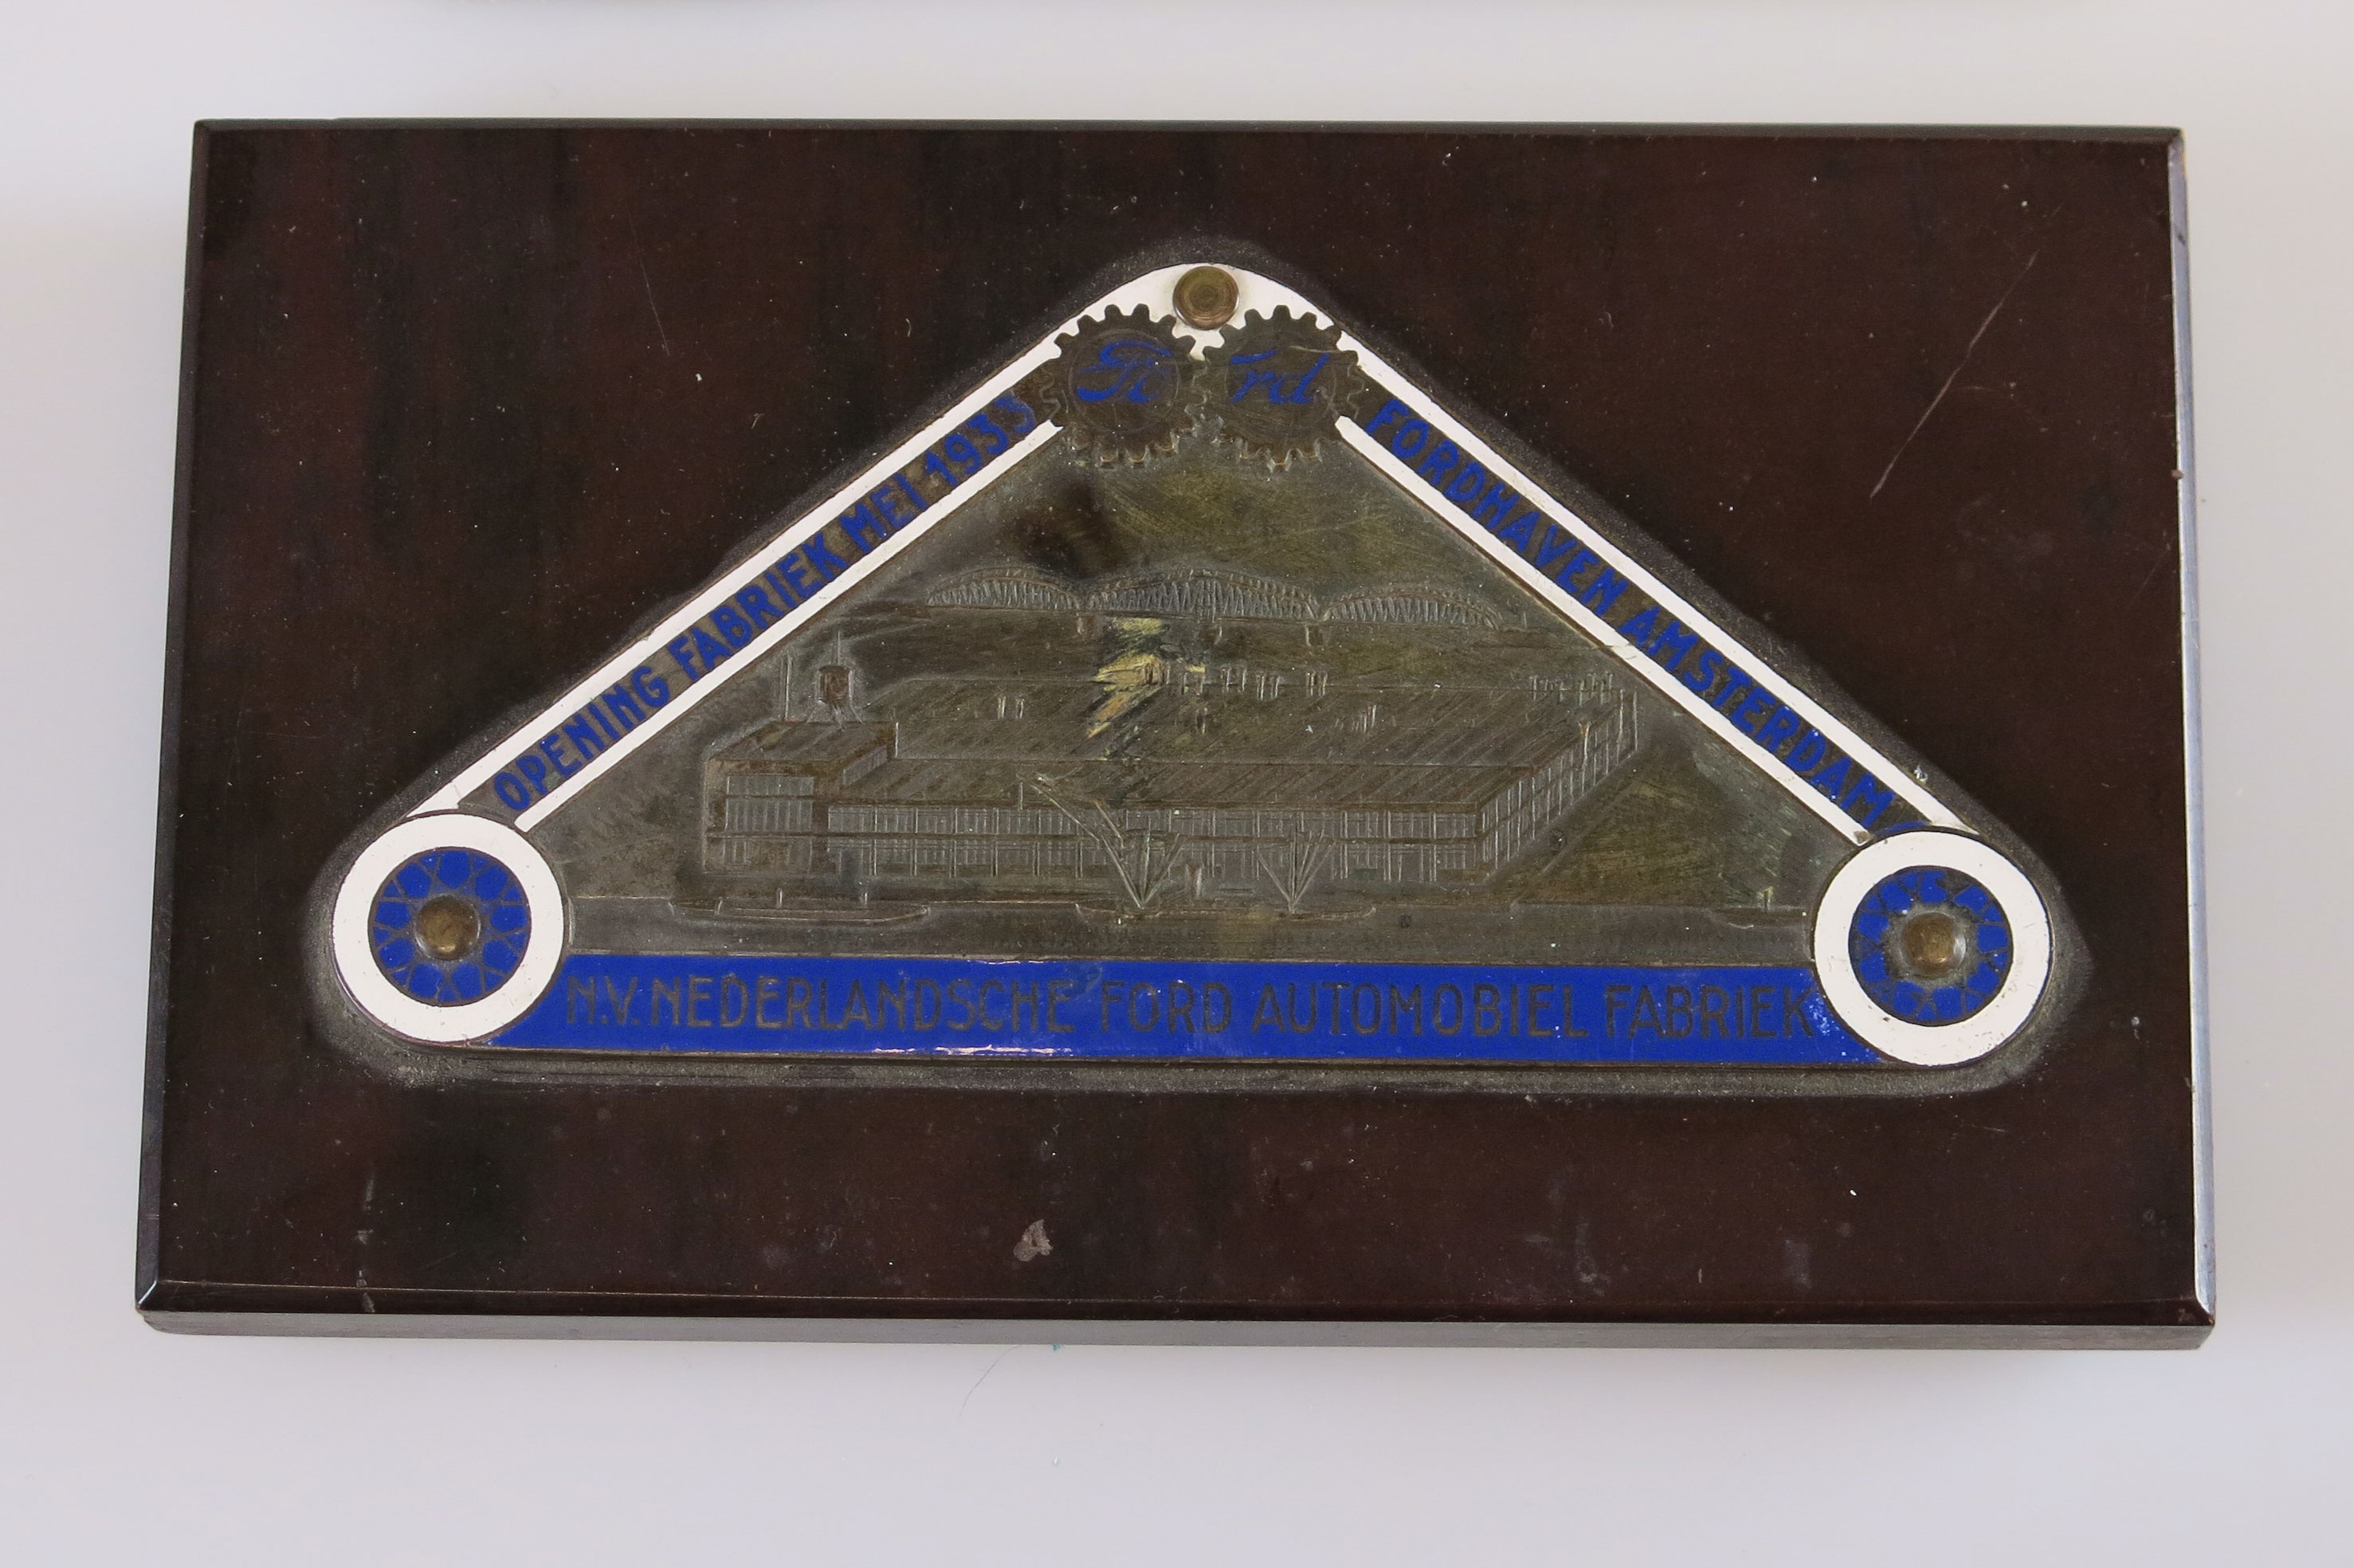 Ford
OPENING FABRIEK MEI 1933
FORDHAVEN AMSTERDAM
N.V. NEDERLANDSCHE FORD AUTOMOBIEL FABRIEK